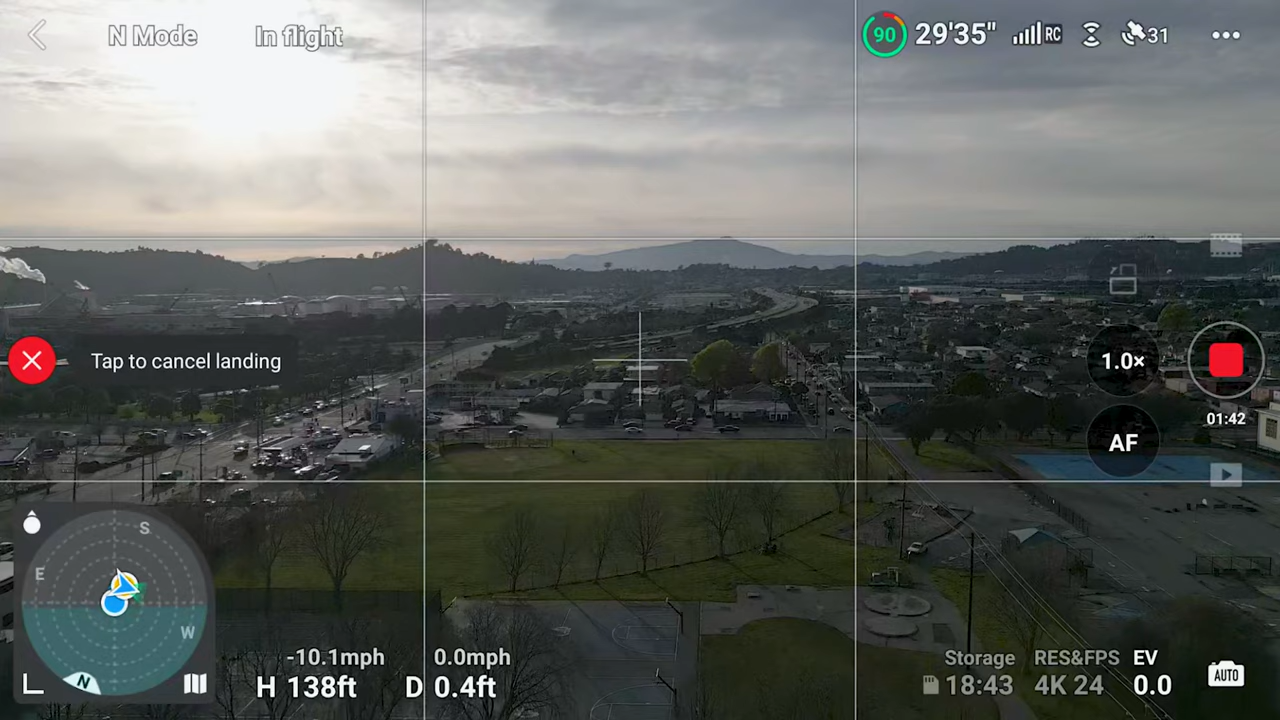 N Mode
In flight
90
29'35"
RC
31
Tap to cancel landing
1.0×
01:42
AF
S
E
W
N
-10.1mph
0.0mph
H 138ft
D 0.4ft
Storage
18:43
RES&FPS
4K 24
EV
0.0
AUTO